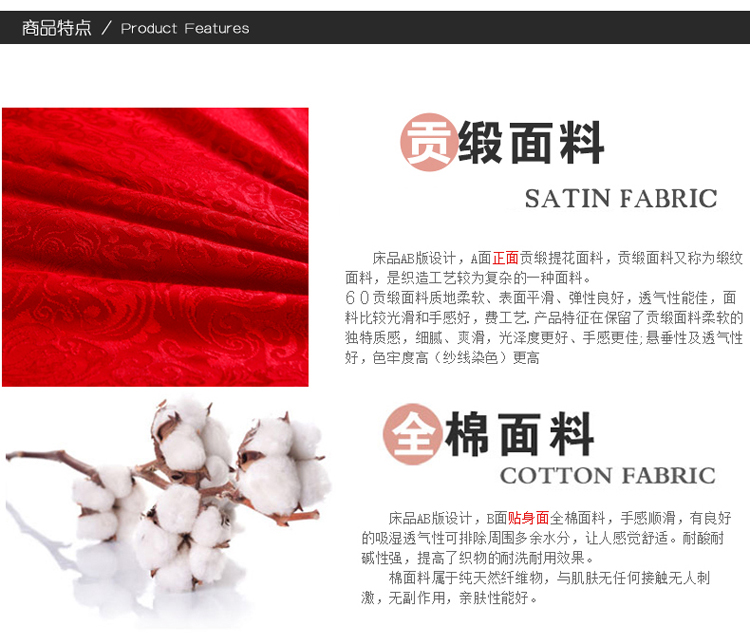 商品特点 / Product Features
贡缎面料
SATIN FABRIC
床品AB版设计，A面正面贡缎提花面料，贡缎面料又称为缎纹
面料，是织造工艺较为复杂的一种面料。
60贡缎面料质地柔软、表面平滑、弹性良好，透气性能佳，面
料比较光滑和手感好，费工艺.产品特征在保留了贡缎面料柔软的
独特质感，细腻、爽滑，光泽度更好、手感更佳;悬垂性及透气性
好，色牢度高（纱线染色）更高
全棉面料
COTTON FABRIC
床品AB版设计，B面贴身面全棉面料，手感顺滑，有良好
的吸湿透气性可排除周围多余水分，让人感觉舒适。耐酸耐
碱性强，提高了织物的耐洗耐用效果。
棉面料属于纯天然纤维物，与肌肤无任何接触无人刺
激，无副作用，亲肤性能好。